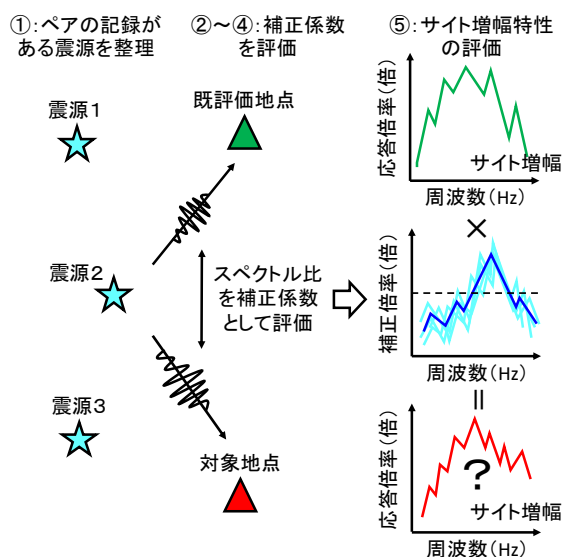 ①:ペアの記録が
ある震源を整理
②～④:補正係数
を評価
⑤:サイト増幅特性
の評価
震源1
震源2
震源3
既評価地点
スペクトル比
を補正係数
として評価
対象地点
応答倍率(倍)
サイト増幅
周波数(Hz)
×
補正倍率(倍)
周波数(Hz)
=
応答倍率(倍)
?
サイト増幅
周波数(Hz)